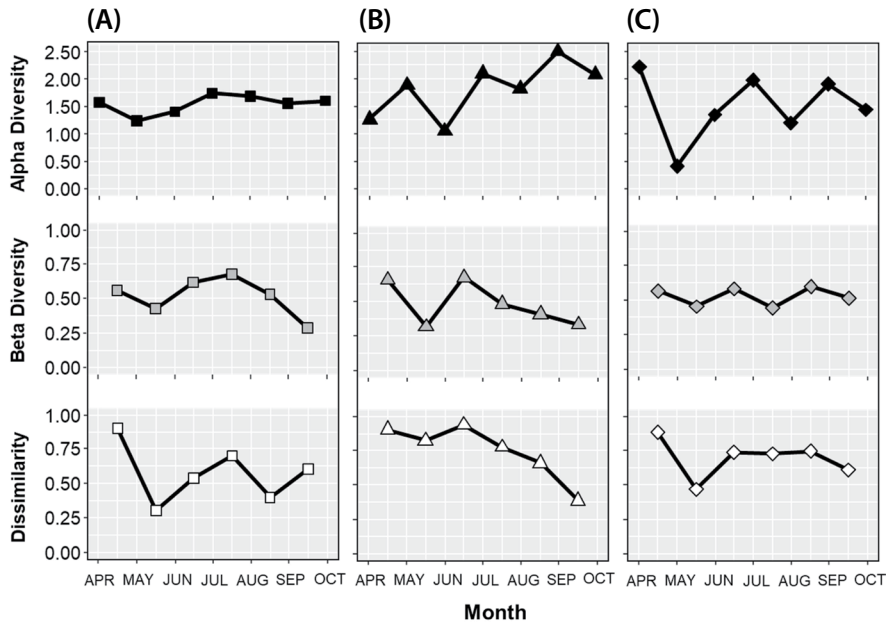 (A) (B) (C)
Alpha Diversity
2.50
2.00
1.50
1.00
0.50
0.00
Beta Diversity
1.00
0.75
0.50
0.25
0.00
Dissimilarity
1.00
0.75
0.50
0.25
0.00
APR MAY JUN JUL AUG SEP OCT APR MAY JUN JUL AUG SEP OCT APR MAY JUN JUL AUG SEP OCT
Month